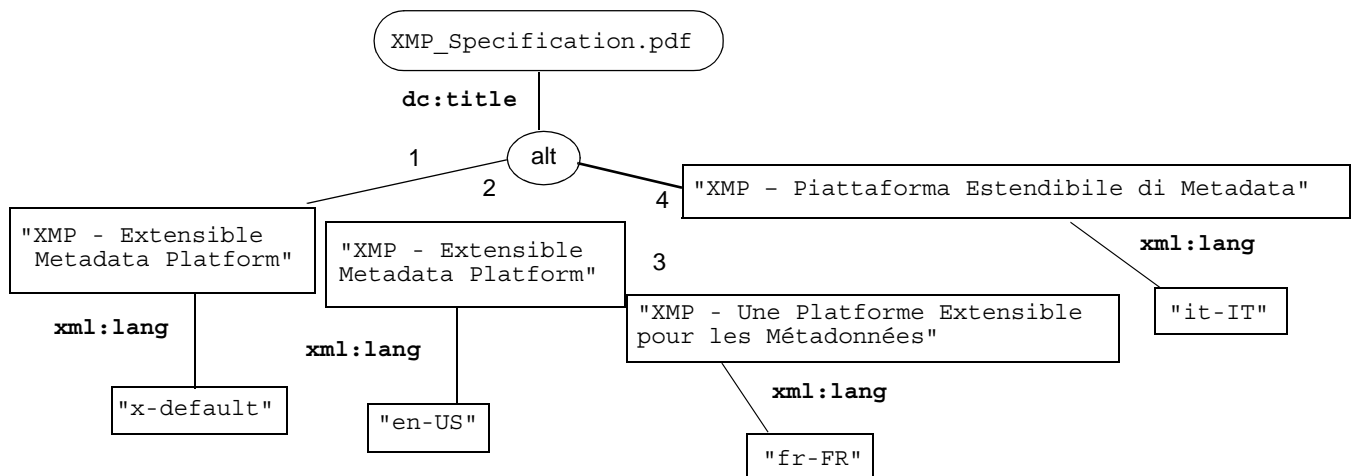 XMP_Specification.pdf
dc:title
alt
1
2
4
"XMP – Piattaforma Estendibile di Metadata"
"XMP - Extensible
Metadata Platform"
"XMP - Extensible
Metadata Platform"
3
xml:lang
"XMP - Une Platforme Extensible
pour les Métadonnées"
"it-IT"
xml:lang
xml:lang
xml:lang
"x-default"
"en-US"
"fr-FR"